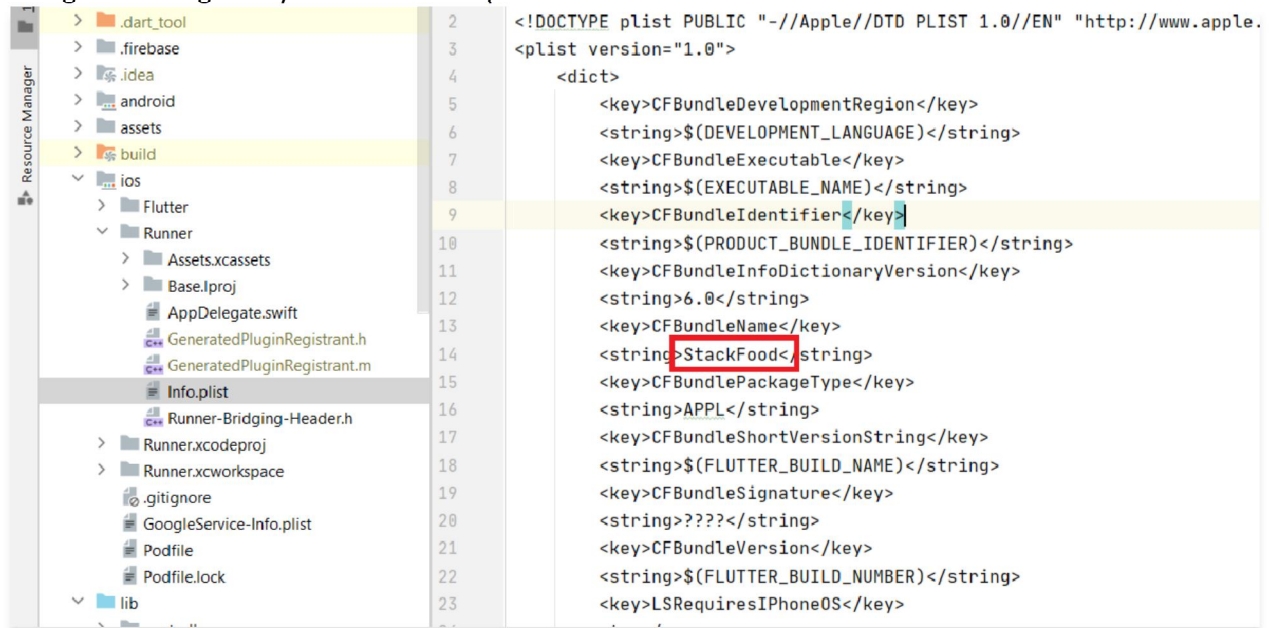 Resource Manager
.dart_tool
.firebase
.idea
android
assets
build
ios
Flutter
Runner
Assets.xcassets
Base.lproj
AppDelegate.swift
GeneratedPluginRegistrant.h
GeneratedPluginRegistrant.m
Info.plist
Runner-Bridging-Header.h
Runner.xcodeproj
Runner.xcworkspace
.gitignore
GoogleService-Info.plist
Podfile
Podfile.lock
lib
2 <!DOCTYPE plist PUBLIC "-//Apple//DTD PLIST 1.0//EN" "http://www.apple.
3 <plist version="1.0">
4 <dict>
5 <key>CFBundleDevelopmentRegion</key>
6 <string>$(DEVELOPMENT_LANGUAGE)</string>
7 <key>CFBundleExecutable</key>
8 <string>$(EXECUTABLE_NAME)</string>
9 <key>CFBundleIdentifier</key>
10 <string>$(PRODUCT_BUNDLE_IDENTIFIER)</string>
11 <key>CFBundleInfoDictionaryVersion</key>
12 <string>6.0</string>
13 <key>CFBundleName</key>
14 <string>StackFood</string>
15 <key>CFBundlePackageType</key>
16 <string>APPL</string>
17 <key>CFBundleShortVersionString</key>
18 <string>$(FLUTTER_BUILD_NAME)</string>
19 <key>CFBundleSignature</key>
20 <string>????</string>
21 <key>CFBundleVersion</key>
22 <string>$(FLUTTER_BUILD_NUMBER)</string>
23 <key>LSRequiresIPhoneOS</key>